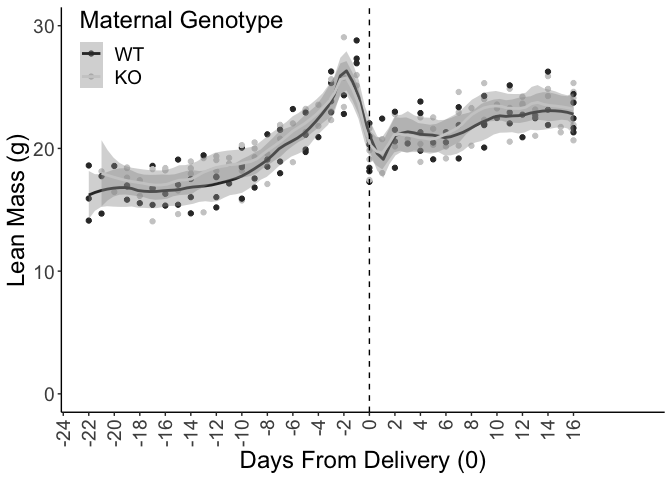 Maternal Genotype
WT
KO
Lean Mass (g)
30
20
10
0
-24 -22 -20 -18 -16 -14 -12 -10 -8 -6 -4 -2 0 2 4 6 8 10 12 14 16
Days From Delivery (0)